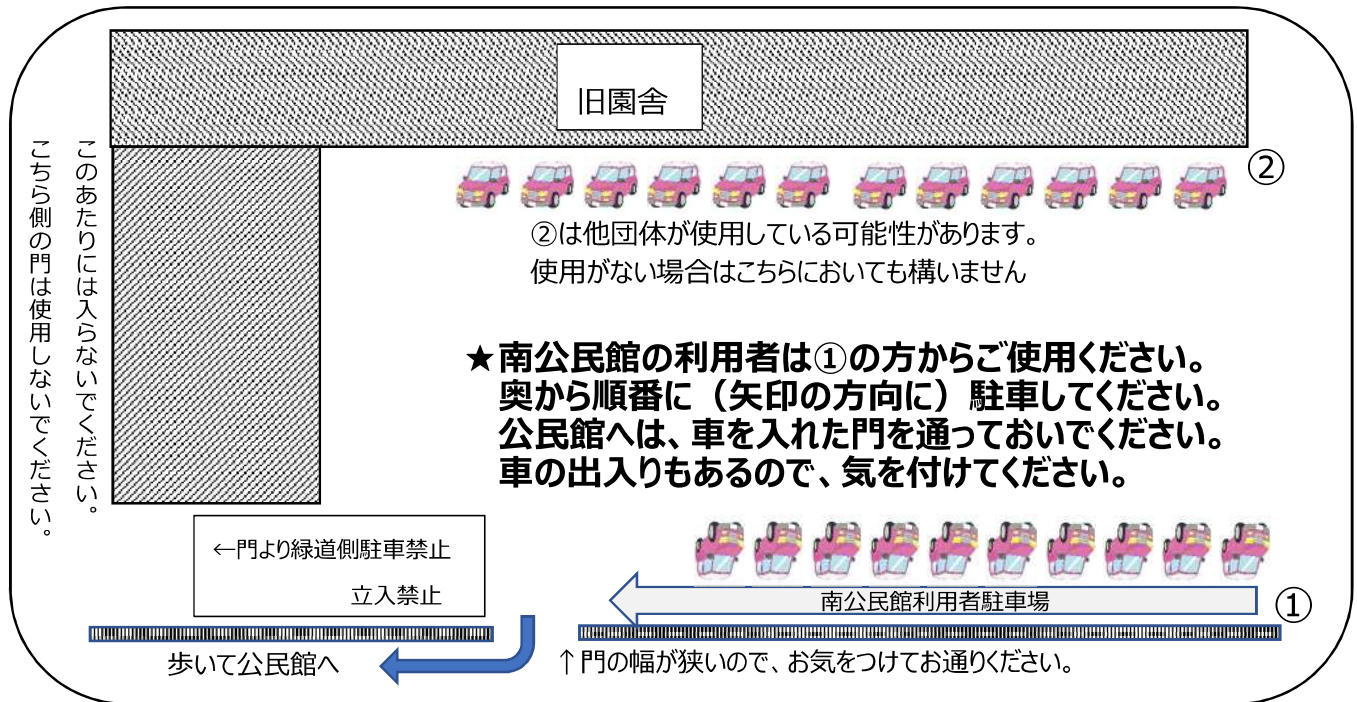 旧園舎
②
このあたりには入らないでください。
こちら側の門は使用しないでください。
②は他団体が使用している可能性があります。
使用がない場合はこちらにおいても構いません
★南公民館の利用者は①の方からご使用ください。
奥から順番に（矢印の方向に）駐車してください。
公民館へは、車を入れた門を通っておいでください。
車の出入りもあるので、気を付けてください。
←門より緑道側駐車禁止
立入禁止
南公民館利用者駐車場
①
歩いて公民館へ
↑門の幅が狭いので、お気をつけてお通りください。